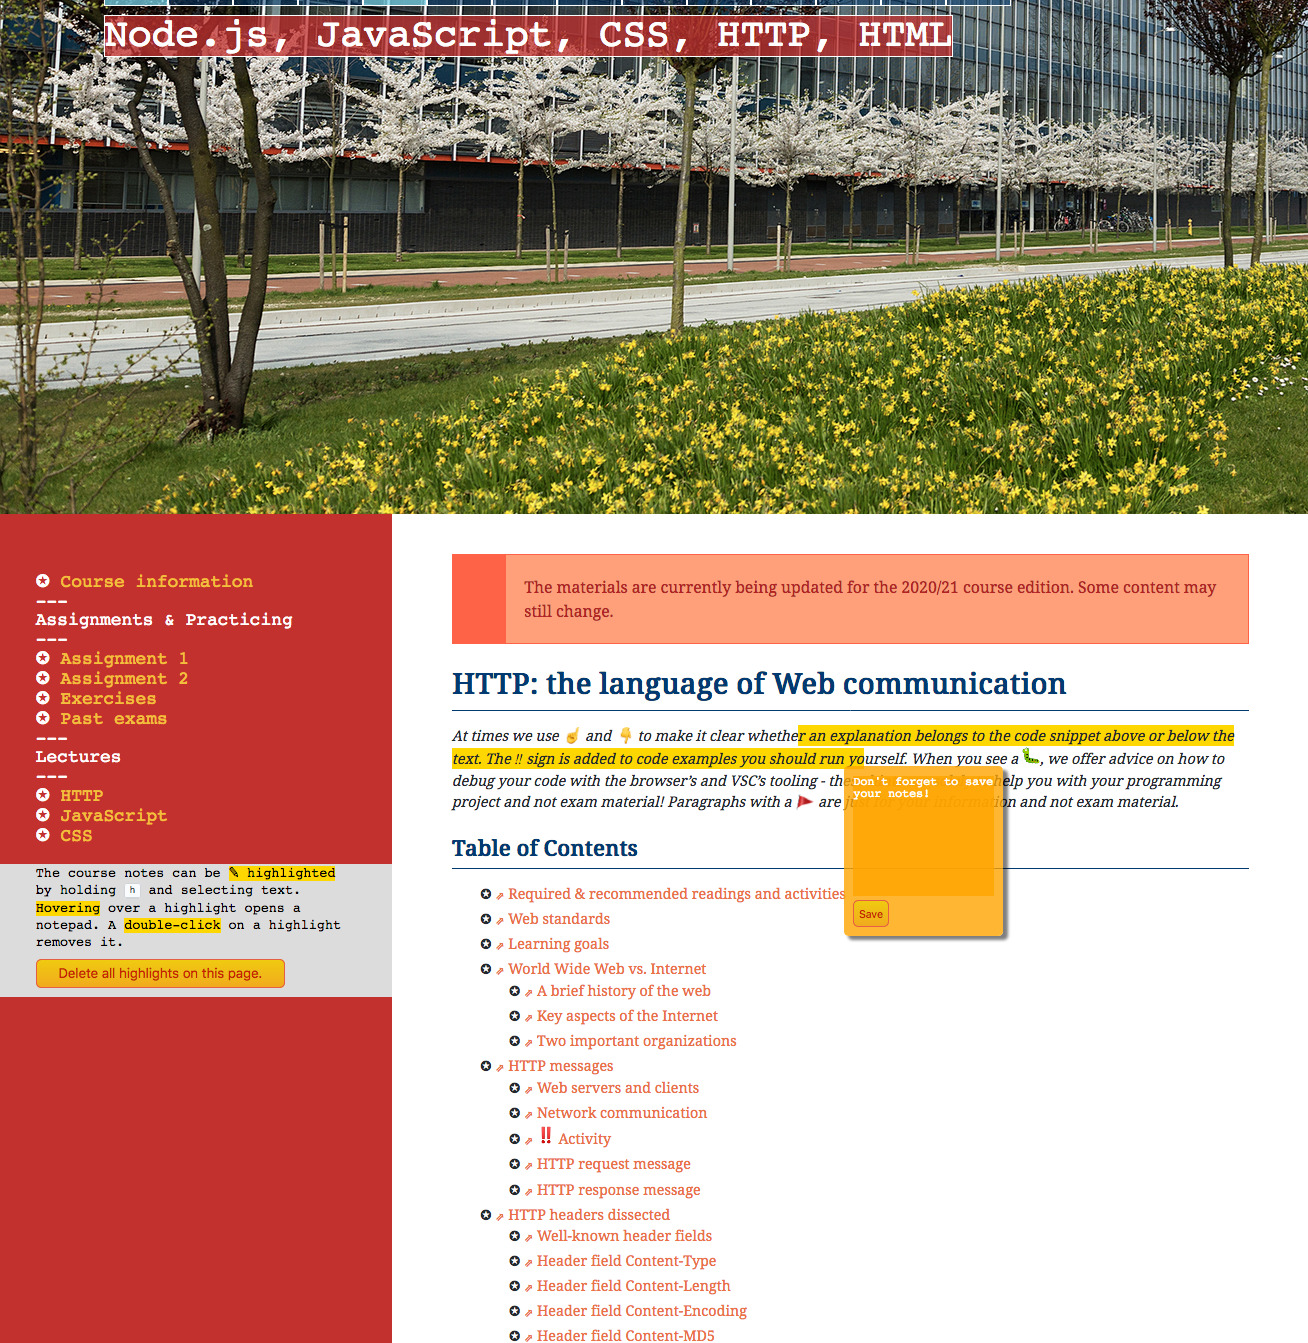 Node.js, JavaScript, CSS, HTTP, HTML
✪ Course information
---
Assignments & Practicing
---
✪ Assignment 1
✪ Assignment 2
✪ Exercises
✪ Past exams
---
Lectures
---
✪ HTTP
✪ JavaScript
✪ CSS
The course notes can be ✎ highlighted
by holding h and selecting text.
Hovering over a highlight opens a
notepad. A double-click on a highlight
removes it.
Delete all highlights on this page.
The materials are currently being updated for the 2020/21 course edition. Some content may
still change.
HTTP: the language of Web communication
At times we use ☝️ and 👇 to make it clear whether an explanation belongs to the code snippet above or below the
text. The ‼️ sign is added to code examples you should run yourself. When you see a 🐛, we offer advice on how to
debug your code with the browser’s and VSC’s tooling - help you with your programming
project and not exam material! Paragraphs with a 🚩 are just for your information and not exam material.
Don't forget to save
your notes!
Save
Table of Contents
✪ Required & recommended readings and activities
✪ Web standards
✪ Learning goals
✪ World Wide Web vs. Internet
✪ A brief history of the web
✪ Key aspects of the Internet
✪ Two important organizations
✪ HTTP messages
✪ Web servers and clients
✪ Network communication
✪ ‼️ Activity
✪ HTTP request message
✪ HTTP response message
✪ HTTP headers dissected
✪ Well-known header fields
✪ Header field Content-Type
✪ Header field Content-Length
✪ Header field Content-Encoding
✪ Header field Content-MD5